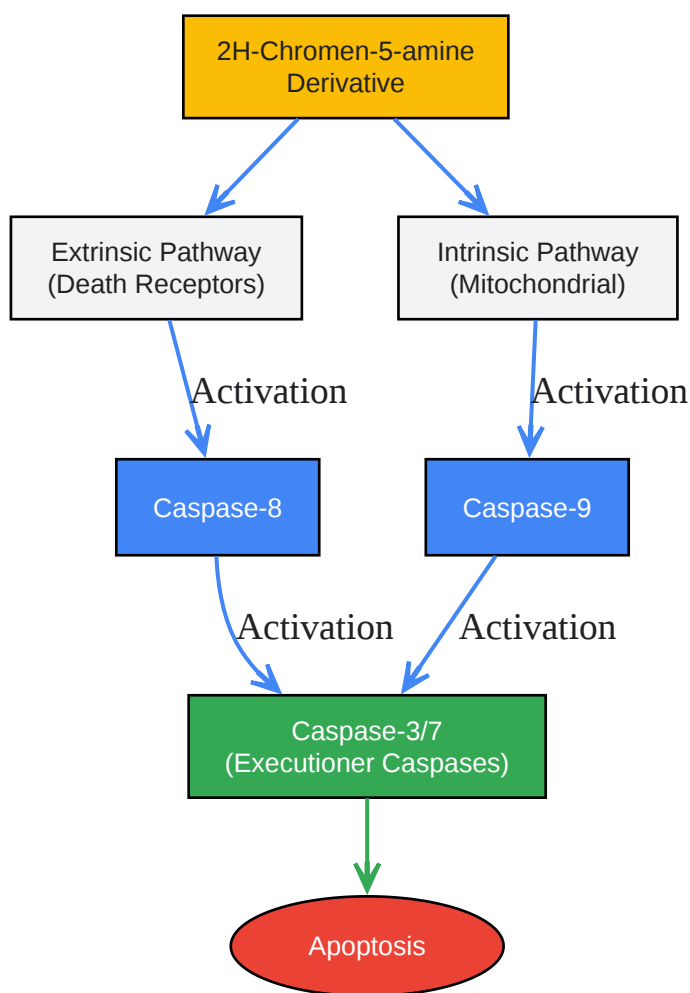 2H-Chromen-5-amine
Derivative
Extrinsic Pathway
(Death Receptors)
Intrinsic Pathway
(Mitochondrial)
Activation
Activation
Caspase-8
Caspase-9
Activation
Activation
Caspase-3/7
(Executioner Caspases)
Apoptosis